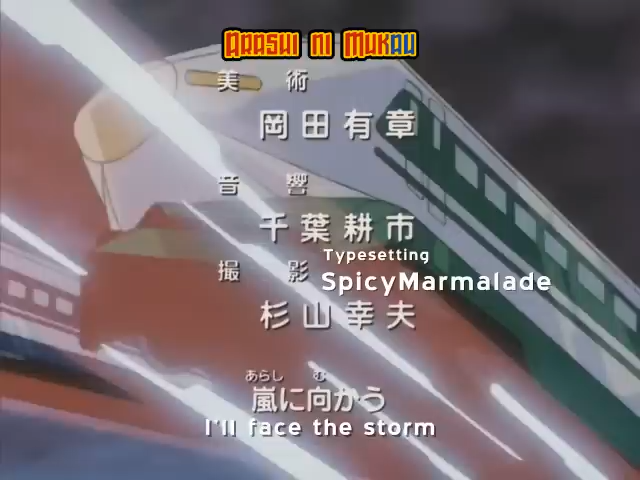 Arashi ni Mukau
美術
岡田有章
音響
千葉耕市
Typesetting
撮影
SpicyMarmalade
杉山幸夫
あらし む
嵐に向かう
I'll face the storm